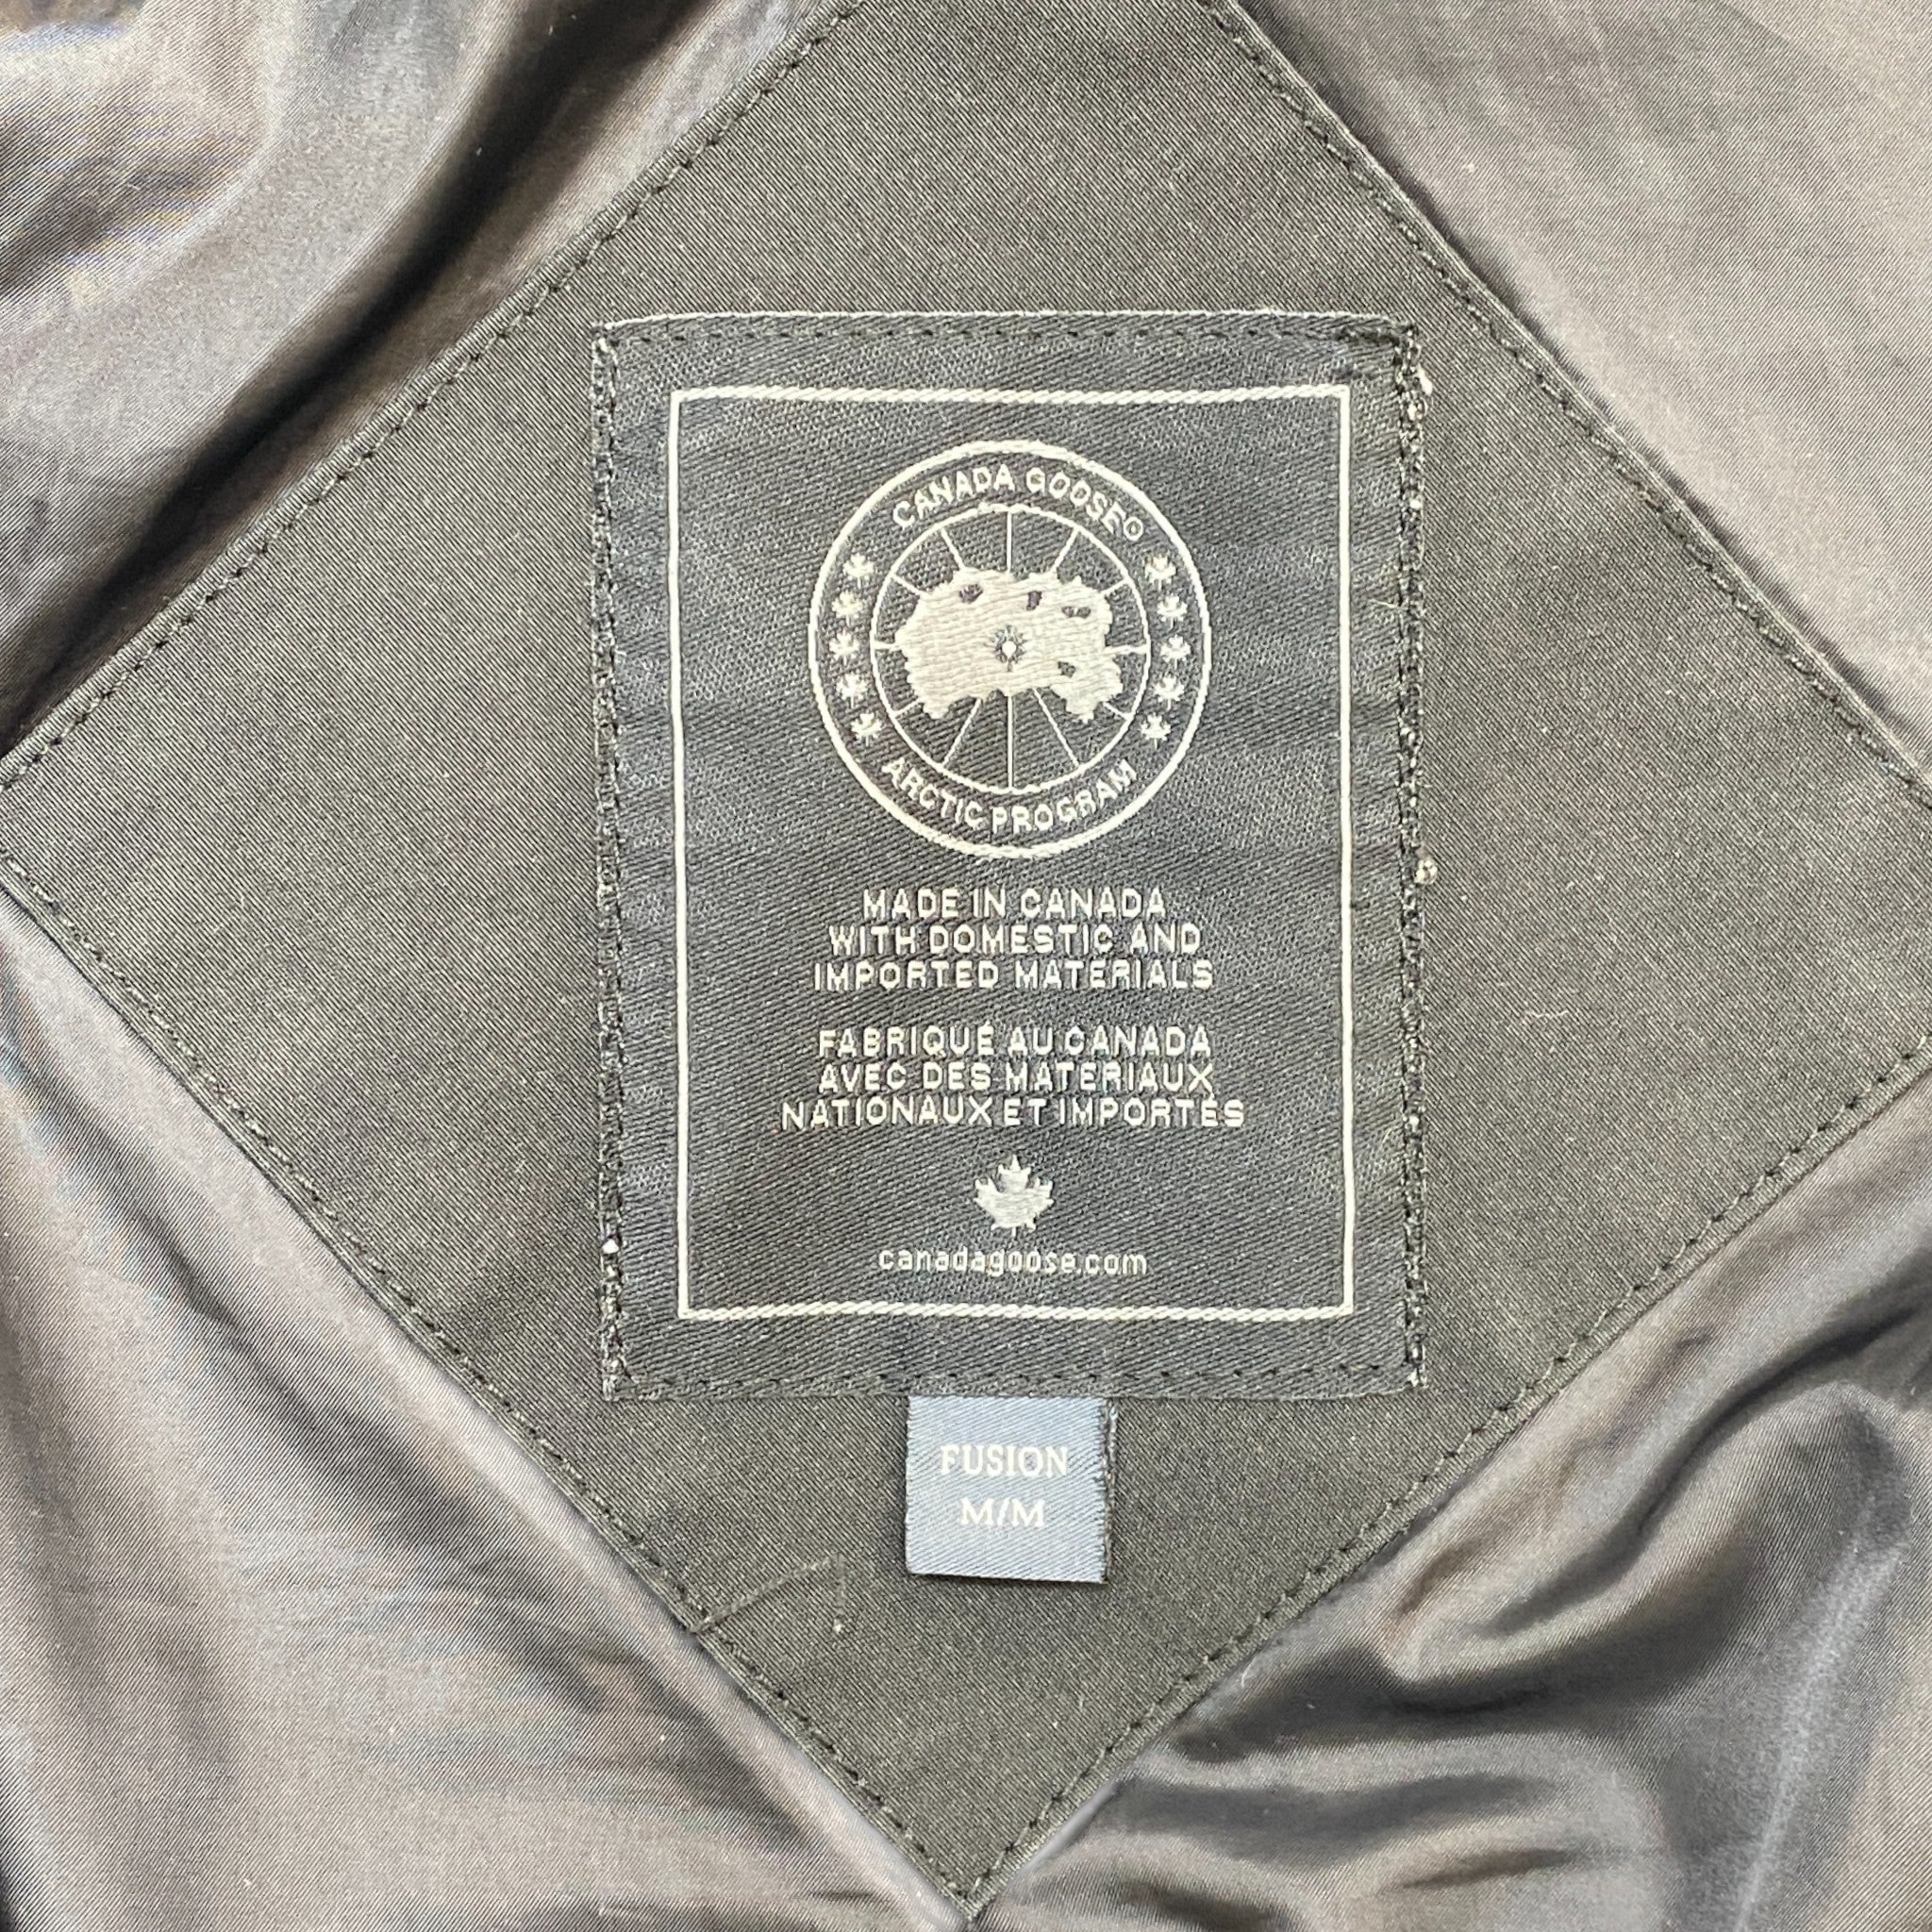 CANADA GOOSE®
ARCTIC PROGRAM
MADE IN CANADA
WITH DOMESTIC AND
IMPORTED MATERIALS
FABRIQUÉ AU CANADA
AVEC DES MATERIAUX
NATIONAUX ET IMPORTÉS
canadagoose.com
FUSION
M/M